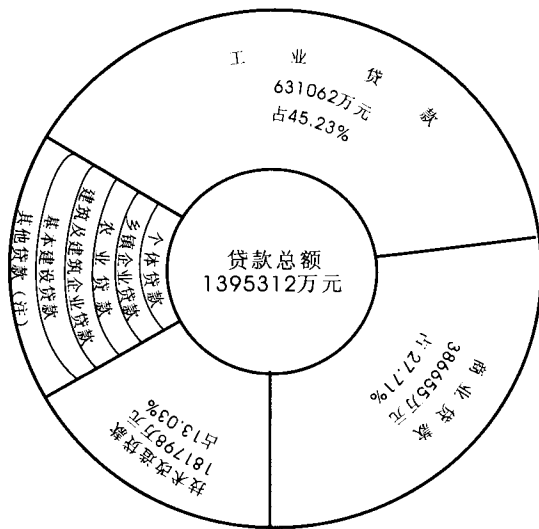 工业贷款
631062万元
占45.23%
贷款总额
1395312万元
商业贷款
386655万元
占27.71%
技术改造贷款
181798万元
占13.03%
个体贷款
乡镇企业贷款
农业贷款
建筑及建筑企业贷款
基本建设贷款
其他贷款（注）